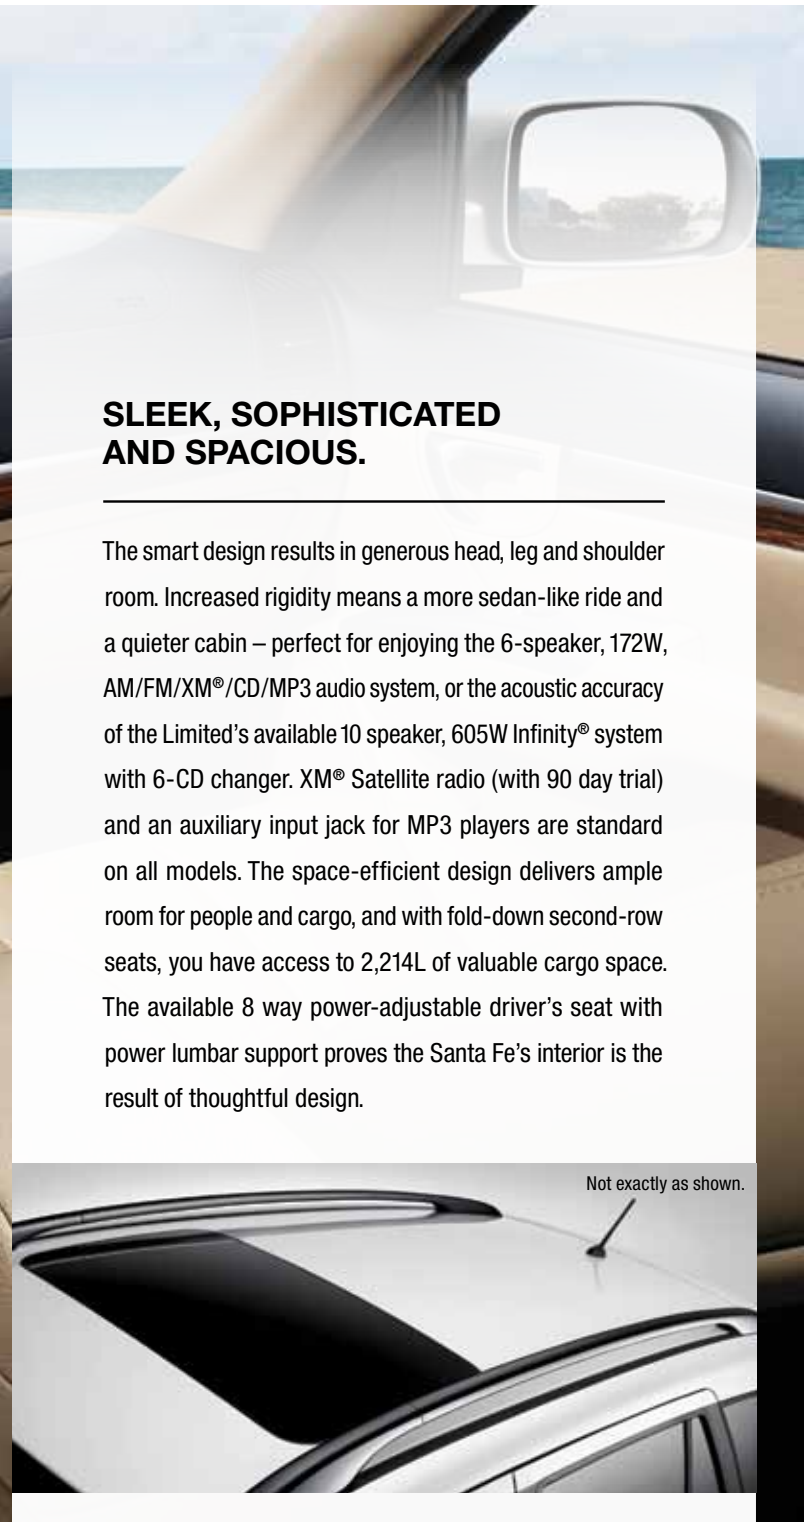 SLEEK, SOPHISTICATED
AND SPACIOUS.
The smart design results in generous head, leg and shoulder
room. Increased rigidity means a more sedan-like ride and
a quieter cabin – perfect for enjoying the 6-speaker, 172W,
AM/FM/XM®/CD/MP3 audio system, or the acoustic accuracy
of the Limited's available 10 speaker, 605W Infinity® system
with 6-CD changer. XM® Satellite radio (with 90 day trial)
and an auxiliary input jack for MP3 players are standard
on all models. The space-efficient design delivers ample
room for people and cargo, and with fold-down second-row
seats, you have access to 2,214L of valuable cargo space.
The available 8 way power-adjustable driver's seat with
power lumbar support proves the Santa Fe's interior is the
result of thoughtful design.
Not exactly as shown.